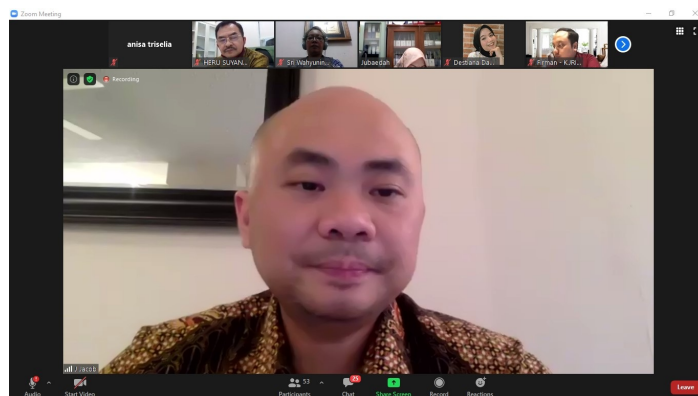 Zoom Meeting
anisa triselia
HERU SUYAN...
Sri Wahyunin...
Jubaedah
Destiana Da...
Firman - KJRI...
Recording
J Jacob
Audio
Start Video
53
Participants
25
Chat
Share Screen
Record
Reactions
Leave